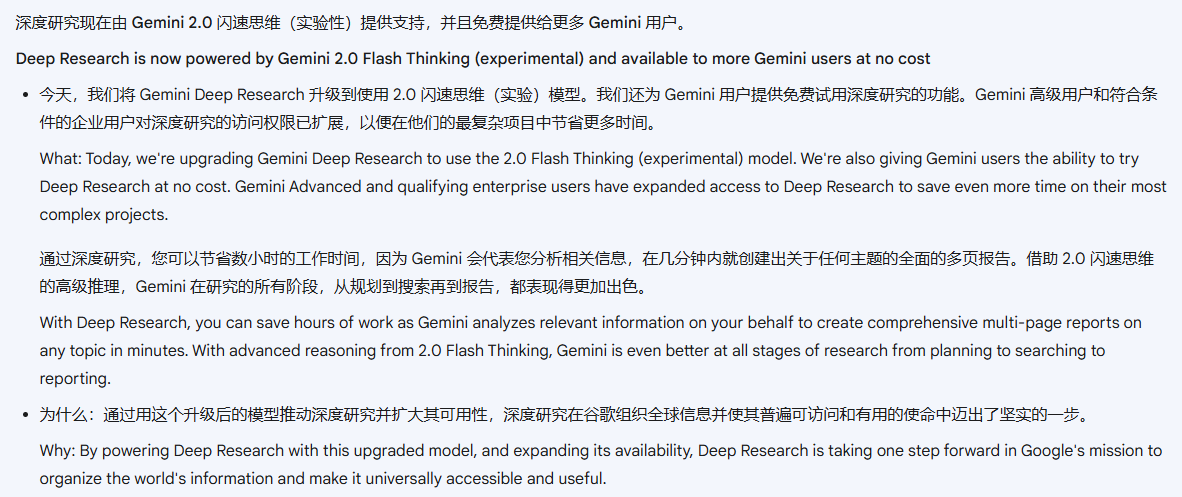 深度研究现在由 Gemini 2.0 闪速思维（实验性）提供支持，并且免费提供给更多 Gemini 用户。
Deep Research is now powered by Gemini 2.0 Flash Thinking (experimental) and available to more Gemini users at no cost
• 今天，我们将 Gemini Deep Research 升级到使用 2.0 闪速思维（实验）模型。我们还为 Gemini 用户提供免费试用深度研究的功能。Gemini 高级用户和符合条
件的企业用户对深度研究的访问权限已扩展，以便在他们的最复杂项目中节省更多时间。
What: Today, we're upgrading Gemini Deep Research to use the 2.0 Flash Thinking (experimental) model. We're also giving Gemini users the ability to try
Deep Research at no cost. Gemini Advanced and qualifying enterprise users have expanded access to Deep Research to save even more time on their most
complex projects.
通过深度研究，您可以节省数小时的工作时间，因为 Gemini 会代表您分析相关信息，在几分钟内就创建出关于任何主题的全面的多页报告。借助 2.0 闪速思维
的高级推理，Gemini 在研究的所有阶段，从规划到搜索再到报告，都表现得更加出色。
With Deep Research, you can save hours of work as Gemini analyzes relevant information on your behalf to create comprehensive multi-page reports on
any topic in minutes. With advanced reasoning from 2.0 Flash Thinking, Gemini is even better at all stages of research from planning to searching to
reporting.
• 为什么：通过用这个升级后的模型推动深度研究并扩大其可用性，深度研究在谷歌组织全球信息并使其普遍可访问和有用的使命中迈出了坚实的一步。
Why: By powering Deep Research with this upgraded model, and expanding its availability, Deep Research is taking one step forward in Google's mission to
organize the world's information and make it universally accessible and useful.